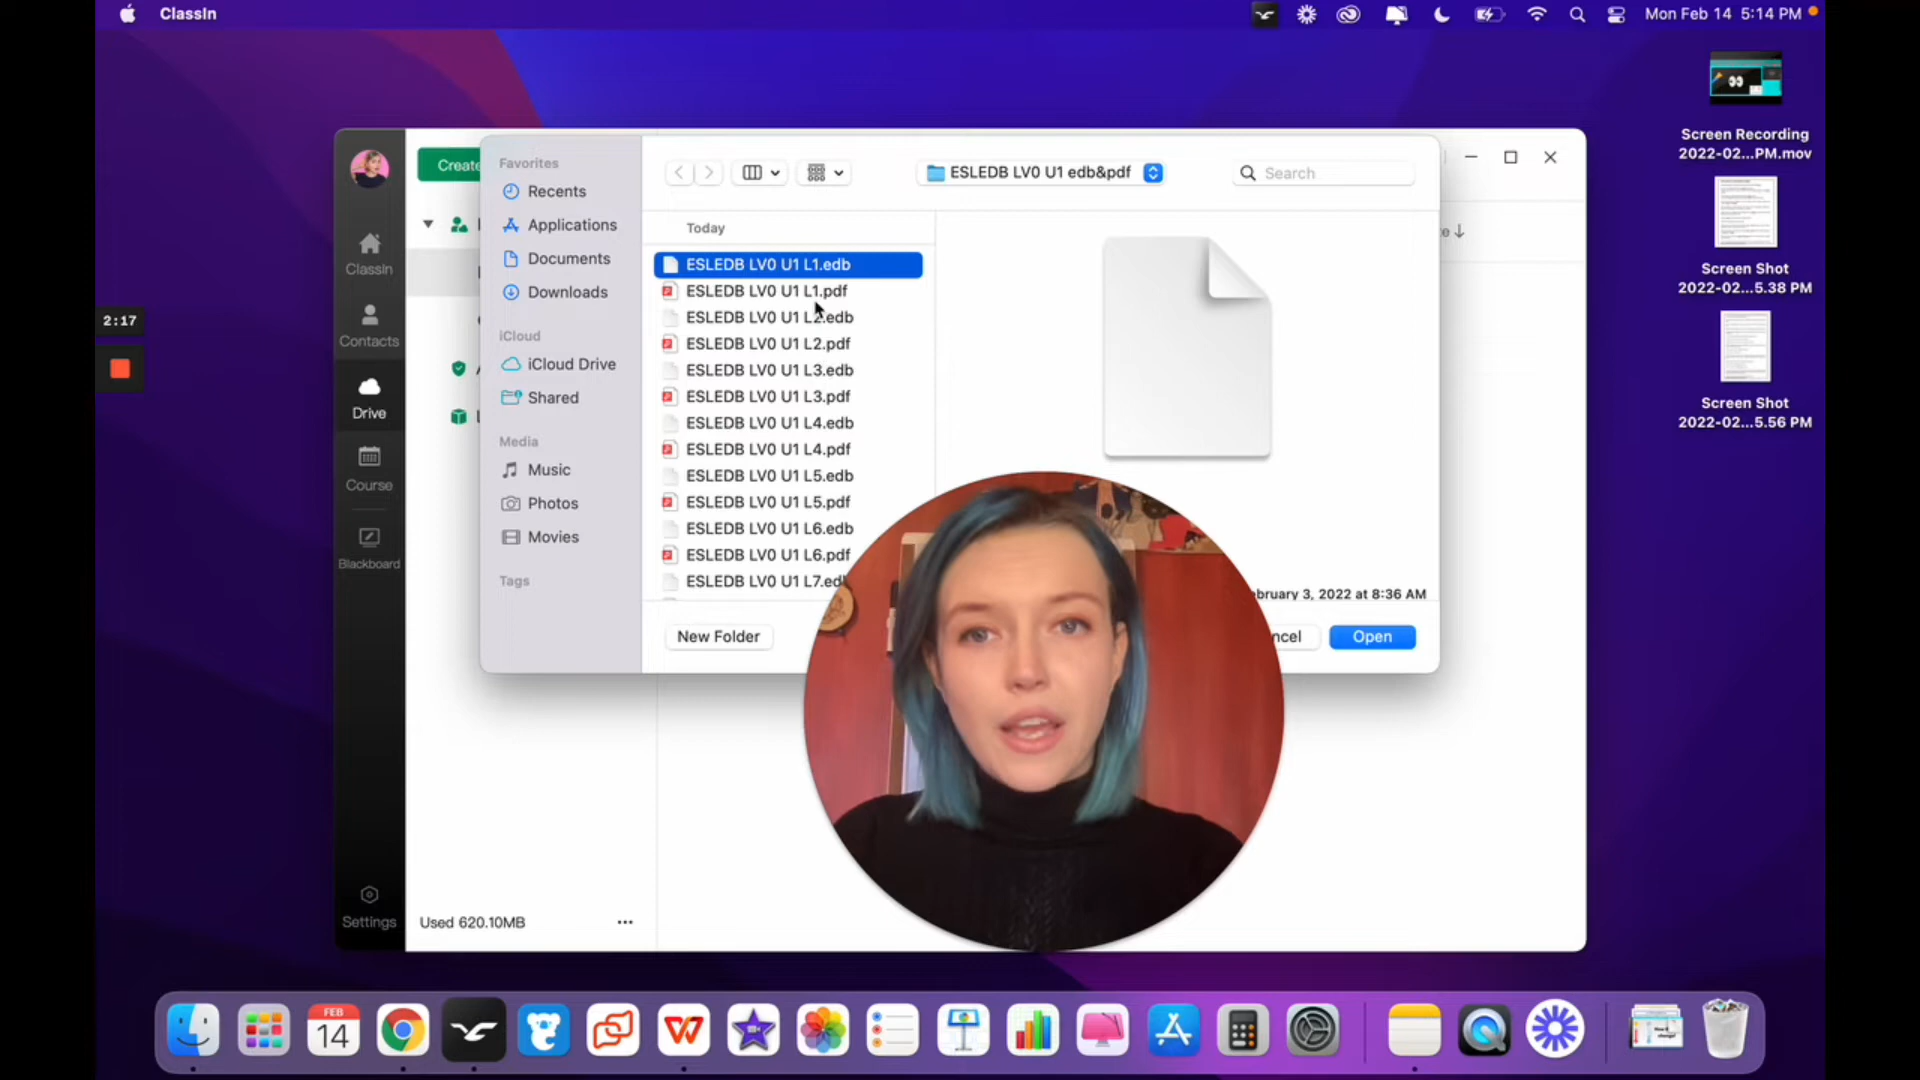 ClassIn
Mon Feb 14 5:14 PM
Screen Recording
2022-02...PM.mov
Screen Shot
2022-02...5.38 PM
Screen Shot
2022-02...5.56 PM
2:17
ClassIn
Contacts
Drive
Course
Blackboard
Settings
Create
Used 620.10MB
...
Favorites
Recents
Applications
Documents
Downloads
iCloud
iCloud Drive
Shared
Media
Music
Photos
Movies
Tags
ESLEDB LV0 U1 edb&pdf
Search
Today
ESLEDB LV0 U1 L1.edb
ESLEDB LV0 U1 L1.pdf
ESLEDB LV0 U1 L2.edb
ESLEDB LV0 U1 L2.pdf
ESLEDB LV0 U1 L3.edb
ESLEDB LV0 U1 L3.pdf
ESLEDB LV0 U1 L4.edb
ESLEDB LV0 U1 L4.pdf
ESLEDB LV0 U1 L5.edb
ESLEDB LV0 U1 L5.pdf
ESLEDB LV0 U1 L6.edb
ESLEDB LV0 U1 L6.pdf
ESLEDB LV0 U1 L7.ed
ebruary 3, 2022 at 8:36 AM
New Folder
ncel
Open
FEB
14